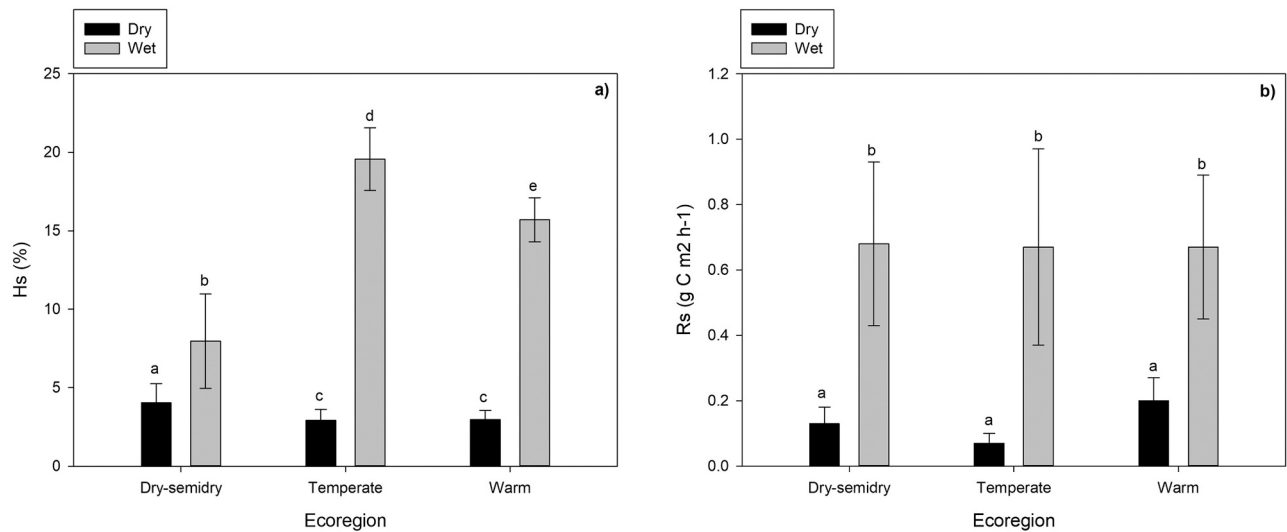 Dry
Wet
a)
25
20
15
10
5
0
Hs (%)
a
b
c
d
c
e
Dry-semidry
Temperate
Warm
Ecoregion
Dry
Wet
b)
1.2
1.0
0.8
0.6
0.4
0.2
0.0
Rs (g C m2 h-1)
a
b
a
b
a
b
Dry-semidry
Temperate
Warm
Ecoregion